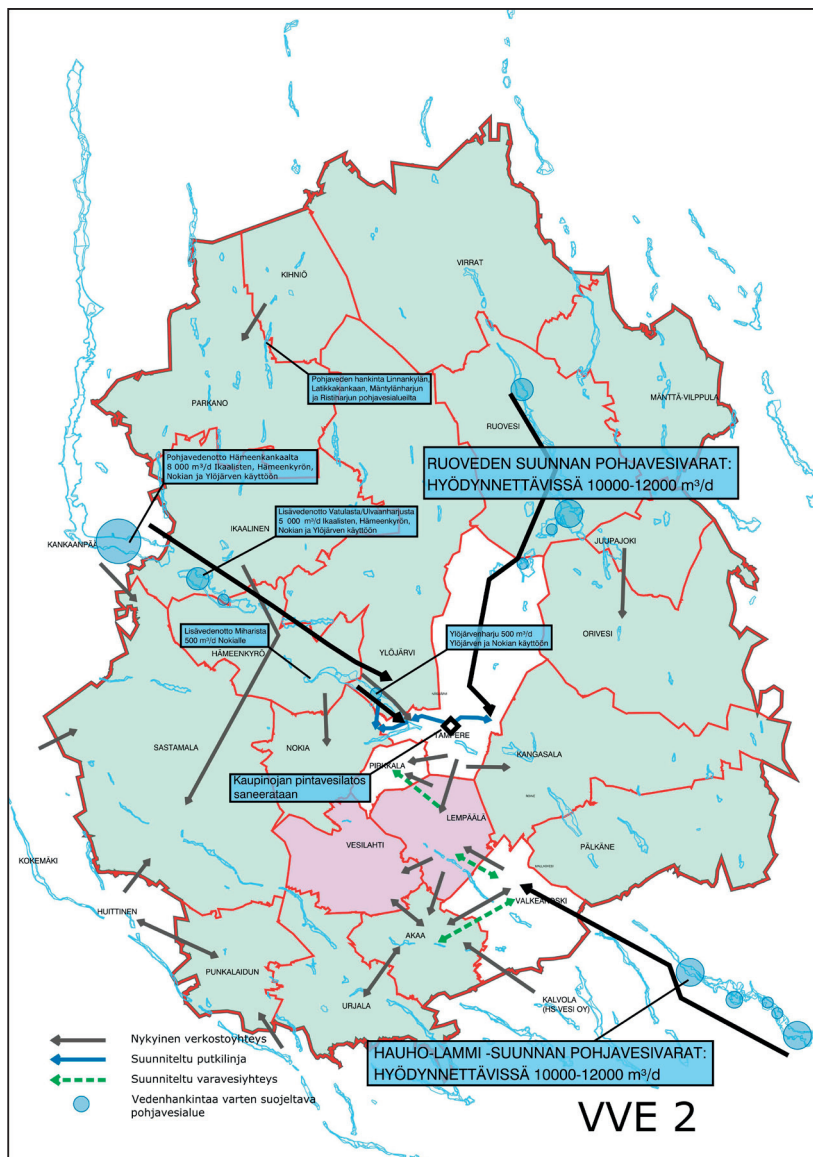 KIHNIÖ
VIRRAT
Pohjaveden hankinta Linnankylän,
Latikkakankaan, Mäntylänharjun
ja Ristiharjun pohjavesialueilta
PARKANO
MÄNTTÄ-VILPPULA
RUOVESI
Pohjavedenotto Hämeenkankaalta
8 000 m³/d Ikaalisten, Hämeenkyrön,
Nokian ja Ylöjärven käyttöön
RUOVEDEN SUUNNAN POHJAVESIVARAT:
HYÖDYNNETTÄVISSÄ 10000-12000 m³/d
Lisävedenotto Vatulasta/Ulvaanharjusta
5 000 m³/d Ikaalisten, Hämeenkyrön,
Nokian ja Ylöjärven käyttöön
IKAALINEN
KANKAANPÄÄ
JUUPAJOKI
ORIVESI
Lisävedenotto Miharista
500 m³/d Nokialle
HÄMEENKYRÖ
YLÖJÄRVI
Ylöjärvenharju 500 m³/d
Ylöjärven ja Nokian käyttöön
TAMPERE
SASTAMALA
NOKIA
KANGASALA
PIRKKALA
Kaupinojan pintavesilatos
saneerataan
LEMPÄÄLÄ
VESILAHTI
PÄLKÄNE
KOKEMÄKI
HUITTINEN
VALKEAKOSKI
AKAA
PUNKALAIDUN
URJALA
KALVOLA
(HS-VESI OY)
Nykyinen verkostoyhteys
Suunniteltu putkilinja
Suunniteltu varavesiyhteys
Vedenhankintaa varten suojeltava
pohjavesialue
HAUHO-LAMMI -SUUNNAN POHJAVESIVARAT:
HYÖDYNNETTÄVISSÄ 10000-12000 m³/d
VVE 2